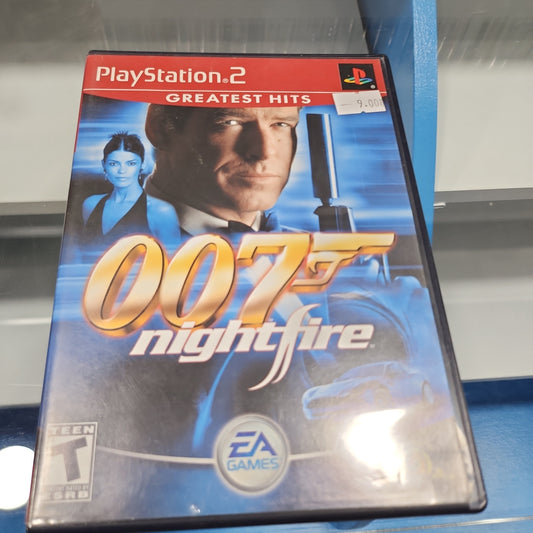 PlayStation.2
GREATEST HITS
9.00
007
nightfire
TEEN
T
ESRB
EA
GAMES